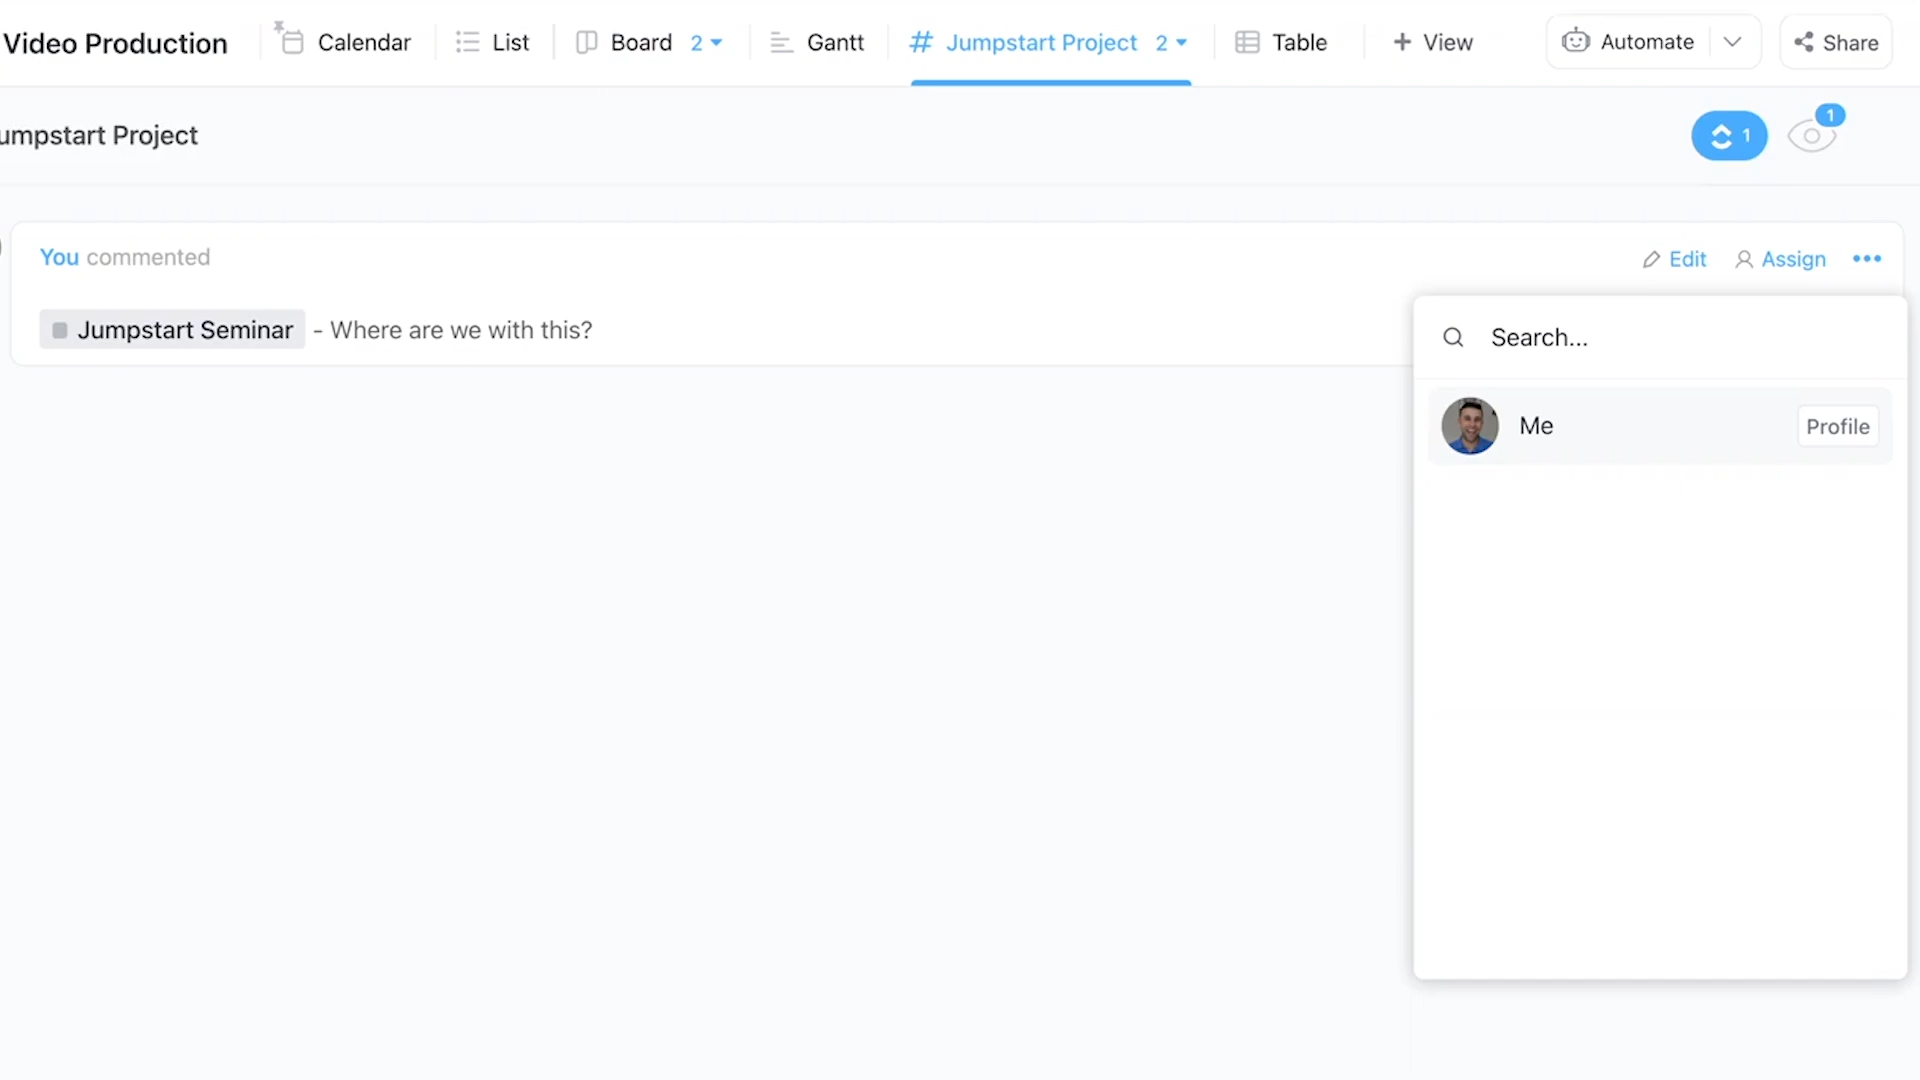 Video Production Calendar List Board 2 Gantt # Jumpstart Project 2 Table + View Automate Share
umpstart Project 1 1
You commented Edit Assign •••
Jumpstart Seminar - Where are we with this?
Search...
Me Profile